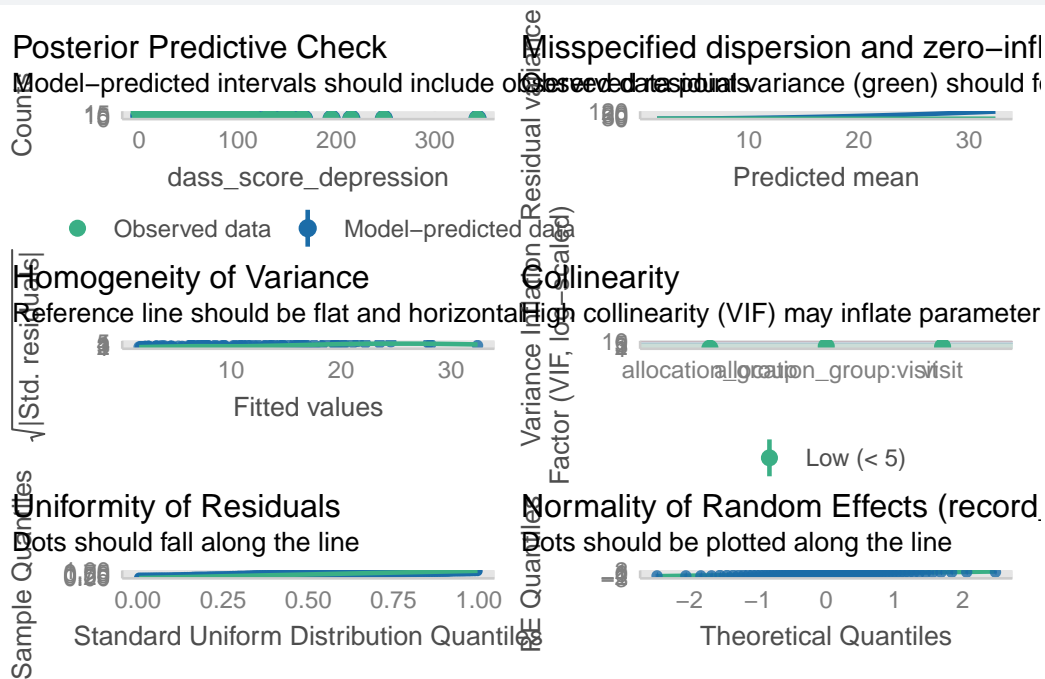 Posterior Predictive Check
Model−predicted intervals should include observed data points
Counts
0 100 200 300
dass_score_depression
Observed data Model−predicted data
Misspecified dispersion and zero−infl
Observed residual variance (green) should f
Residual variance
10 20 30
Predicted mean
Homogeneity of Variance
Reference line should be flat and horizontal
√|Std. residuals|
10 20 30
Fitted values
Collinearity
High collinearity (VIF) may inflate parameter
Variance Inflation
Factor (VIF, log−scaled)
allocation_group allocation_group:visit visit
Low (< 5)
Uniformity of Residuals
Dots should fall along the line
Sample Quantiles
0.00 0.25 0.50 0.75 1.00
Standard Uniform Distribution Quantiles
Normality of Random Effects (record_
Dots should be plotted along the line
RE Quantiles
−2 −1 0 1 2
Theoretical Quantiles